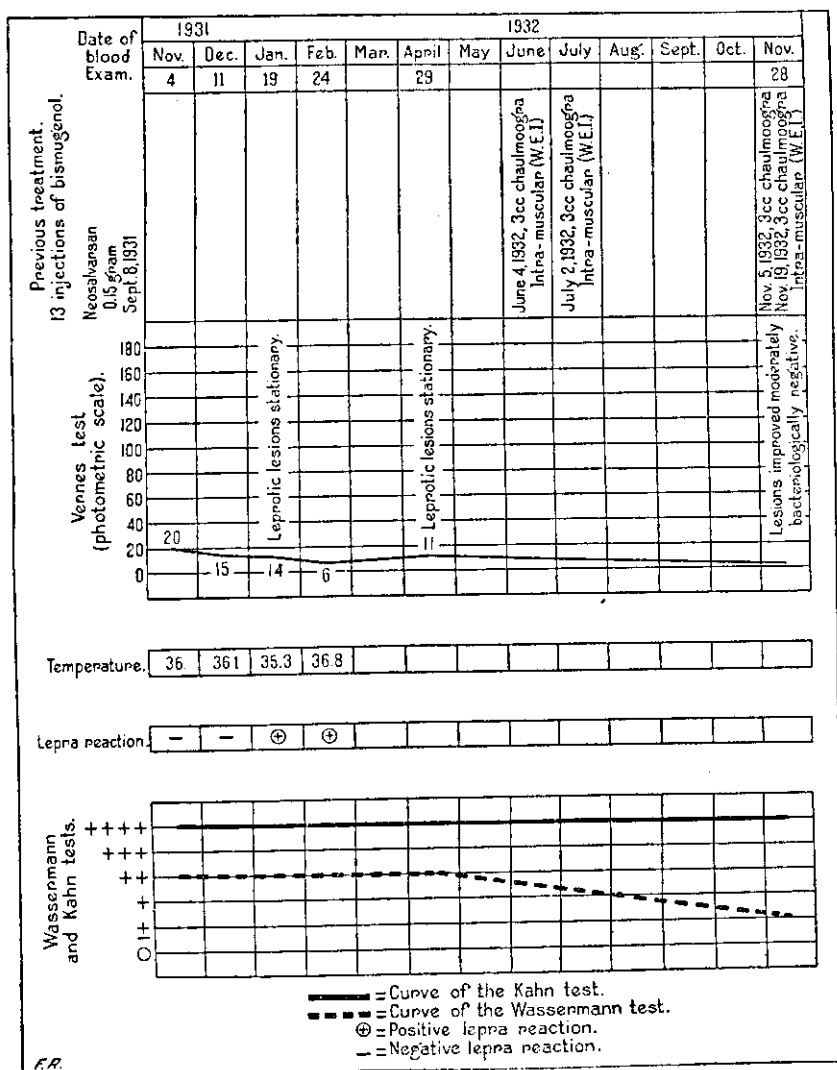 1931 1932
Date of blood Exam.
Nov. Dec. Jan. Feb. Mar. April May June July Aug. Sept. Oct. Nov.
4 11 19 24 29 28
Previous treatment.
13 injections of bismugenol.
Neosalvarsan
0.15 gram
Sept. 8, 1931
June 4, 1932, 3cc chaulmoogra
Intra-muscular (W.E.I.)
July 2, 1932, 3cc chaulmoogra
Intra-muscular (W.E.I.)
Nov. 5, 1932, 3cc chaulmoogra
Nov. 19, 1932, 3cc chaulmoogra
Intra-muscular (W.E.I.)
Vernes test
(photometric scale).
180
160
140
120
100
80
60
40
20
0
20 15 14 6 11
Leprotic lesions stationary.
Leprotic lesions stationary.
Lesions improved moderately
bacteriologically negative.
Temperature. 36. 361 35.3 36.8
Lepra reaction. – – ⊕ ⊕
Wassermann
and Kahn tests.
++++
+++
++
+
±
0
= Curve of the Kahn test.
= Curve of the Wassermann test.
⊕ = Positive lepra reaction.
– = Negative lepra reaction.
F.R.